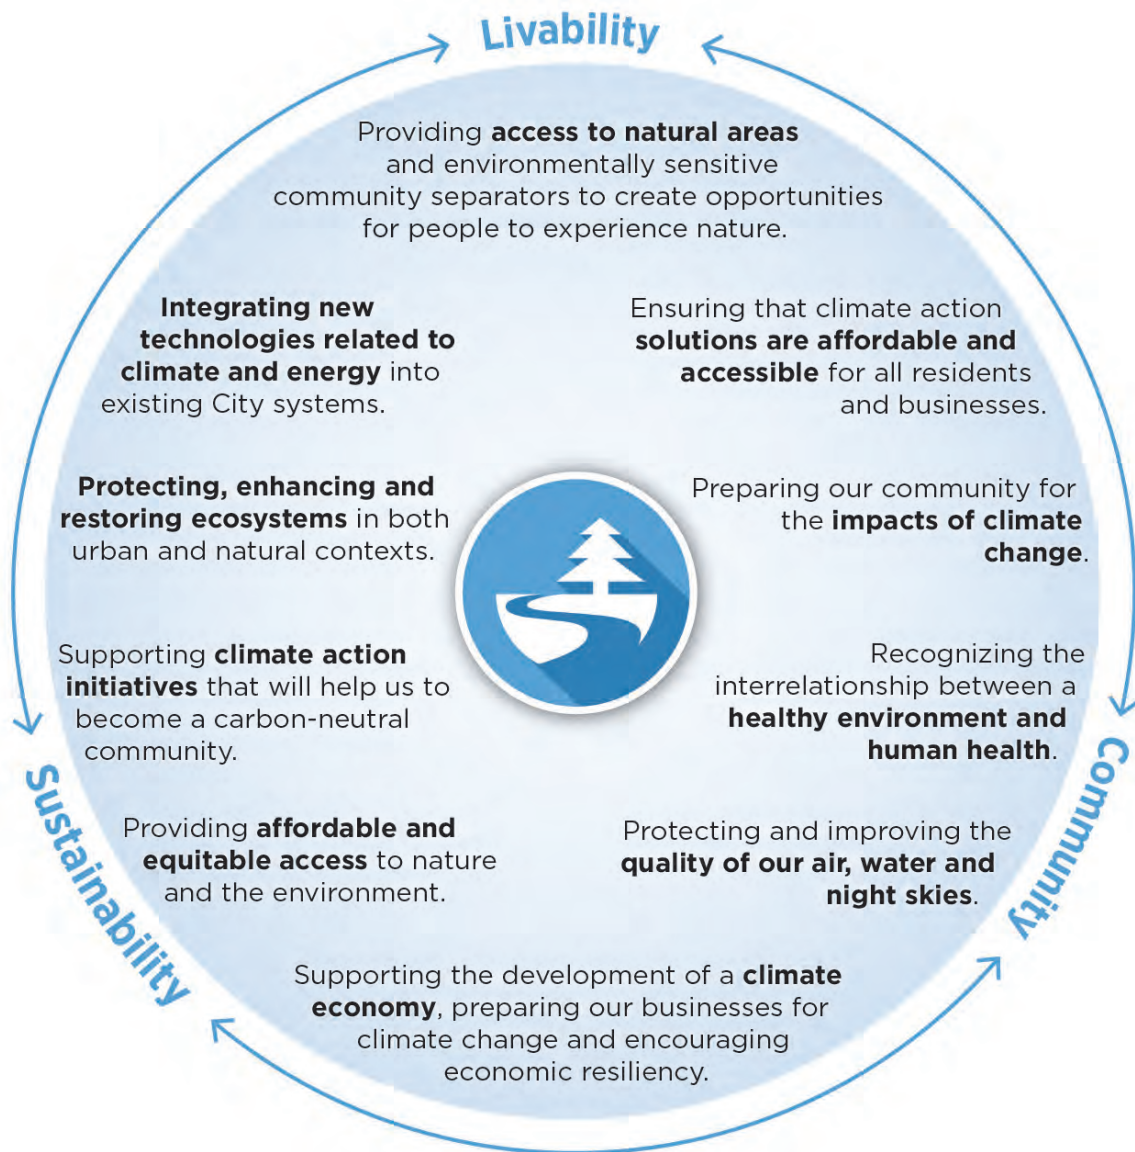 Livability
Providing access to natural areas
and environmentally sensitive
community separators to create opportunities
for people to experience nature.
Integrating new
technologies related to
climate and energy into
existing City systems.
Ensuring that climate action
solutions are affordable and
accessible for all residents
and businesses.
Protecting, enhancing and
restoring ecosystems in both
urban and natural contexts.
Preparing our community for
the impacts of climate
change.
Supporting climate action
initiatives that will help us to
become a carbon-neutral
community.
Recognizing the
interrelationship between a
healthy environment and
human health.
Sustainability
Community
Providing affordable and
equitable access to nature
and the environment.
Protecting and improving the
quality of our air, water and
night skies.
Supporting the development of a climate
economy, preparing our businesses for
climate change and encouraging
economic resiliency.